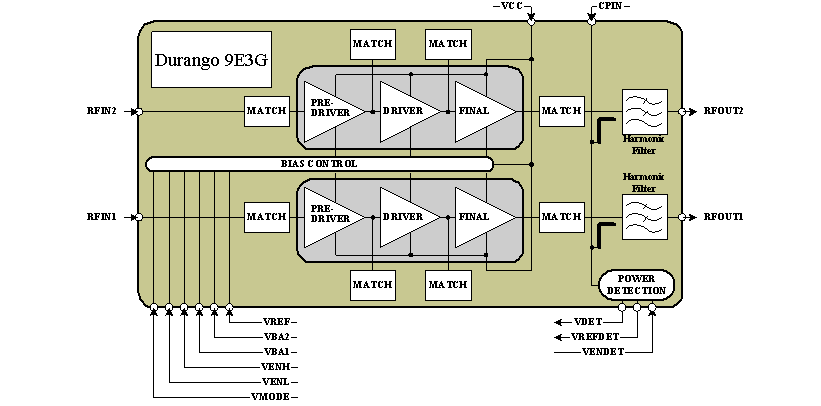 VCC
CPIN
Durango 9E3G
MATCH
MATCH
RFIN2
MATCH
PRE-
DRIVER
DRIVER
FINAL
MATCH
RFOUT2
Harmonic
Filter
BIAS CONTROL
Harmonic
Filter
RFIN1
MATCH
PRE-
DRIVER
DRIVER
FINAL
MATCH
RFOUT1
MATCH
MATCH
POWER
DETECTION
VREF
VBA2
VBA1
VENH
VENL
VMODE
VDET
VREFDET
VENDET